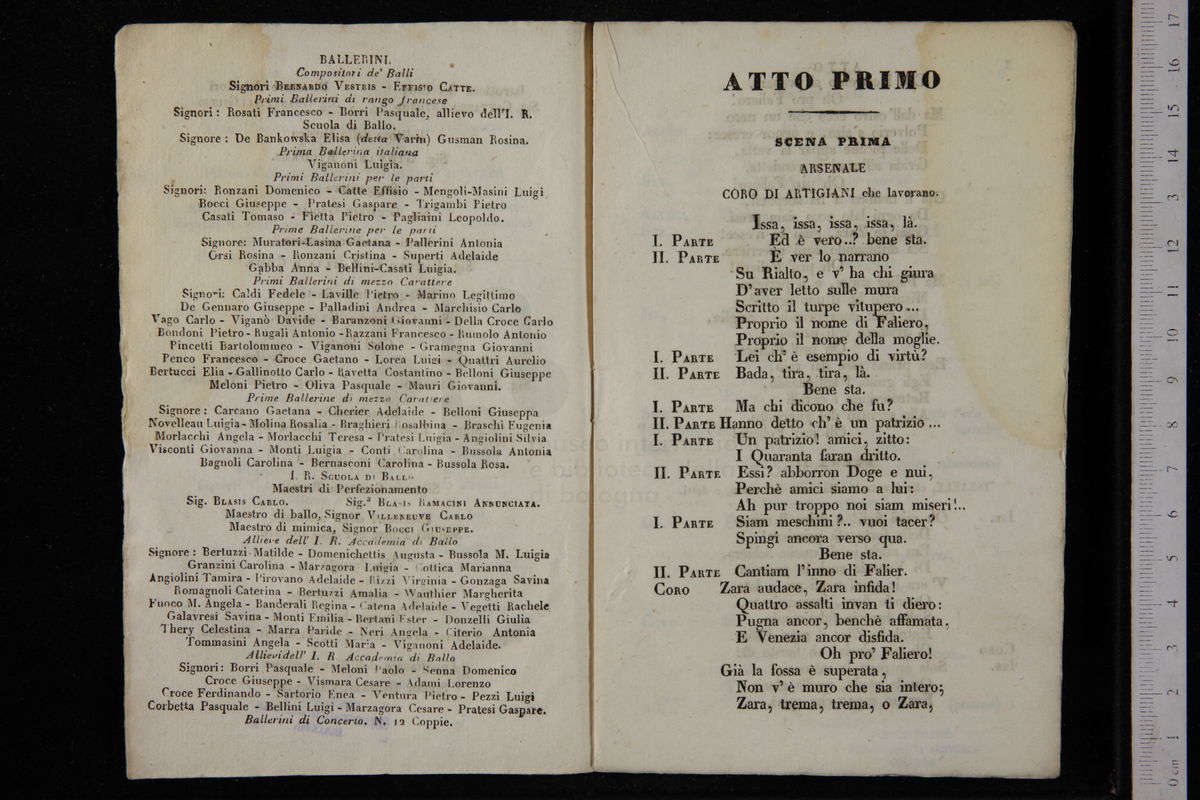 BALLERINI.
Compositori de' Balli
Signori BERNARDO VESTRIS - EFFISIO CATTE.
Primi Ballerini di rango francese
Signori : Rosati Francesco - Borri Pasquale, allievo dell'I. R.
Scuola di Ballo.
Signore : De Bankowska Elisa (detta Varin) Gusman Rosina.
Prima Ballerina italiana
Viganoni Luigia.
Primi Ballerini per le parti
Signori: Ronzani Domenico - Catte Effisio - Mengoli-Masini Luigi
Bocci Giuseppe - Pratesi Gaspare - Trigambi Pietro
Casati Tomaso - Fietta Pietro - Pagliaini Leopoldo.
Prime Ballerine per le parti
Signore: Muratori-Lasina Gaetana - Pallerini Antonia
Orsi Rosina - Ronzani Cristina - Superti Adelaide
Gabba Anna - Bellini-Casati Luigia.
Primi Ballerini di mezzo Carattere
Signori: Caldi Fedele - Laville Pietro - Marino Legittimo
De Gennaro Giuseppe - Palladini Andrea - Marchisio Carlo
Vago Carlo - Viganò Davide - Baranzoni Giovanni - Della Croce Carlo
Bondoni Pietro - Rugali Antonio - Razzani Francesco - Rumolo Antonio
Pincetti Bartolommeo - Viganoni Solone - Gramegna Giovanni
Penco Francesco - Croce Gaetano - Lorea Luigi - Quattri Aurelio
Bertucci Elia - Gallinotto Carlo - Ravetta Costantino - Belloni Giuseppe
Meloni Pietro - Oliva Pasquale - Mauri Giovanni.
Prime Ballerine di mezzo Carattere
Signore : Carcano Gaetana - Cherier Adelaide - Belloni Giuseppa
Novelleau Luigia - Molina Rosalia - Braghieri Rosalbina - Braschi Eugenia
Morlacchi Angela - Morlacchi Teresa - Pratesi Luigia - Angiolini Silvia
Visconti Giovanna - Monti Luigia - Conti Carolina - Bussola Antonia
Bagnoli Carolina - Bernasconi Carolina - Bussola Rosa.
I. R. SCUOLA DI BALLO
Maestri di Perfezionamento
Sig. BLASIS CARLO. Sig.ª BLASIS RAMACINI ANNUNCIATA.
Maestro di ballo, Signor VILLENEUVE CARLO
Maestro di mimica, Signor BOCCI GIUSEPPE.
Allieve dell' I. R. Accademia di Ballo
Signore : Bertuzzi Matilde - Domenichettis Augusta - Bussola M. Luigia
Granzini Carolina - Marzagora Luigia - Cottica Marianna
Angiolini Tamira - Pirovano Adelaide - Rizzi Virginia - Gonzaga Savina
Romagnoli Caterina - Bertuzzi Amalia - Wauthier Margherita
Fuoco M. Angela - Banderali Regina - Catena Adelaide - Vegetti Rachele
Galavresi Savina - Monti Emilia - Bertani Ester - Donzelli Giulia
Thery Celestina - Marra Paride - Neri Angela - Citerio Antonia
Tommasini Angela - Scotti Maria - Viganoni Adelaide.
Allievi dell' I. R Accademia di Ballo
Signori: Borri Pasquale - Meloni Paolo - Senna Domenico
Croce Giuseppe - Vismara Cesare - Adami Lorenzo
Croce Ferdinando - Sartorio Enea - Ventura Pietro - Pezzi Luigi
Corbetta Pasquale - Bellini Luigi - Marzagora Cesare - Pratesi Gaspare.
Ballerini di Concerto. N. 12 Coppie.
ATTO PRIMO
SCENA PRIMA
ARSENALE
CORO DI ARTIGIANI che lavorano.
Issa, issa, issa, issa, là.
I. PARTE Ed è vero..? bene sta.
II. PARTE È ver lo narrano
Su Rialto, e v' ha chi giura
D'aver letto sulle mura
Scritto il turpe vitupero...
Proprio il nome di Faliero,
Proprio il nome della moglie.
I. PARTE Lei ch' è esempio di virtù?
II. PARTE Bada, tira, tira, là.
Bene sta.
I. PARTE Ma chi dicono che fu?
II. PARTE Hanno detto ch' è un patrizio ...
I. PARTE Un patrizio! amici, zitto:
I Quaranta faran dritto.
II. PARTE Essi? abborron Doge e nui,
Perchè amici siamo a lui:
Ah pur troppo noi siam miseri!..
I. PARTE Siam meschini?.. vuoi tacer?
Spingi ancora verso qua.
Bene sta.
II. PARTE Cantiam l'inno di Falier.
CORO Zara audace, Zara infida!
Quattro assalti invan ti diero:
Pugna ancor, benchè affamata,
E Venezia ancor disfida.
Oh pro' Faliero!
Già la fossa è superata,
Non v' è muro che sia intero;
Zara, trema, trema, o Zara,